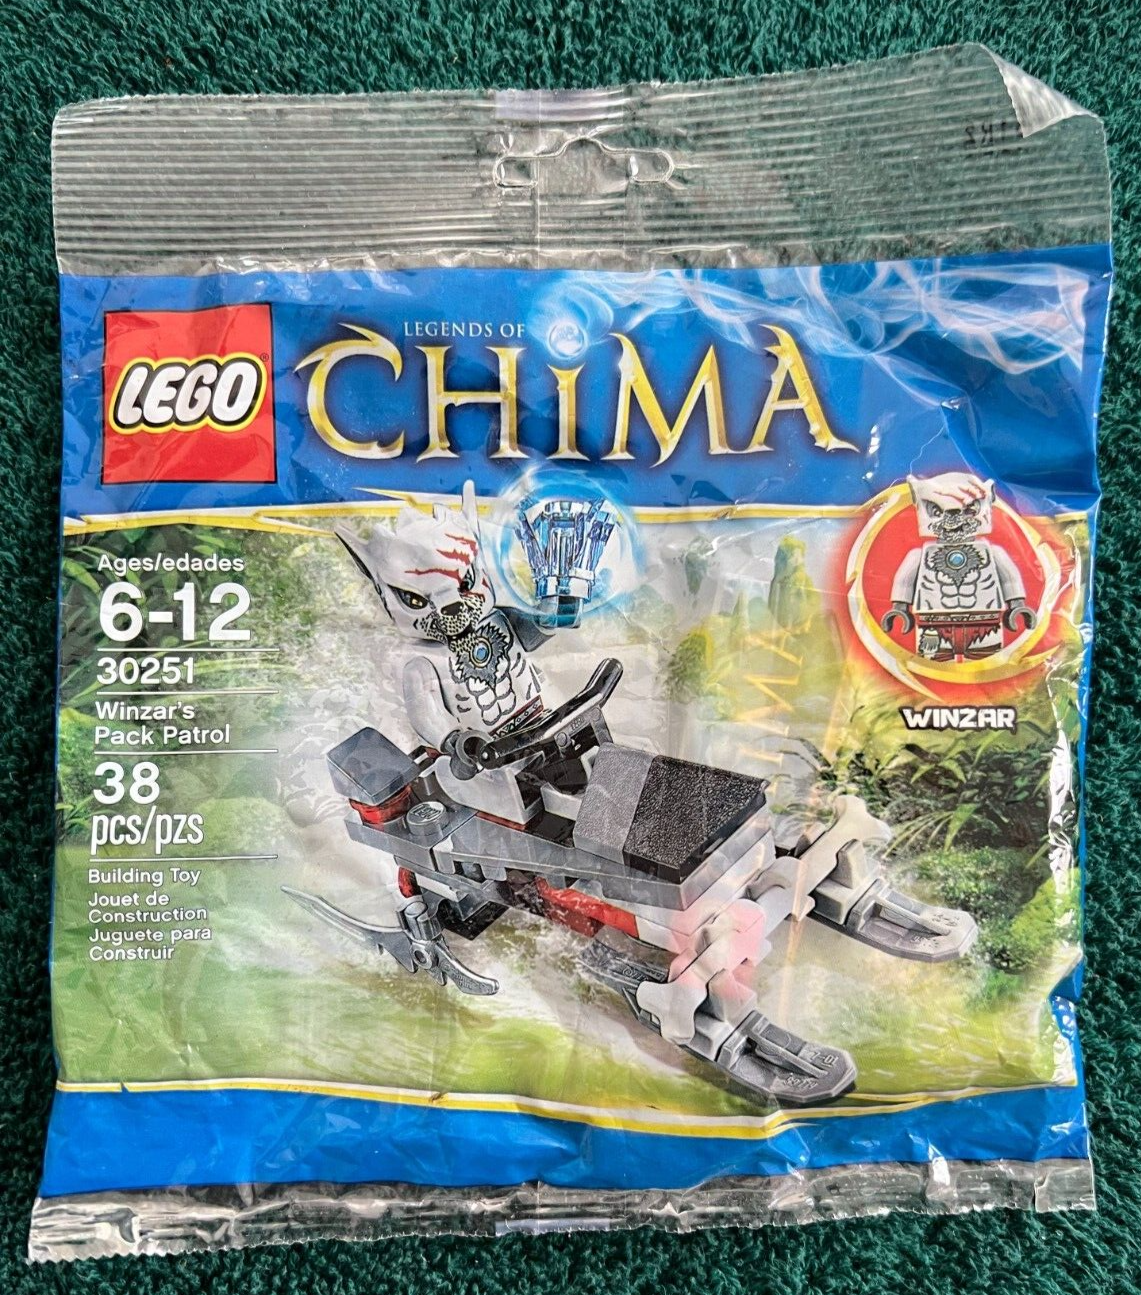 LEGO®
LEGENDS OF
CHiMA
Ages/edades
6-12
30251
Winzar's
Pack Patrol
38
pcs/pzs
Building Toy
Jouet de
Construction
Juguete para
Construir
WINZAR